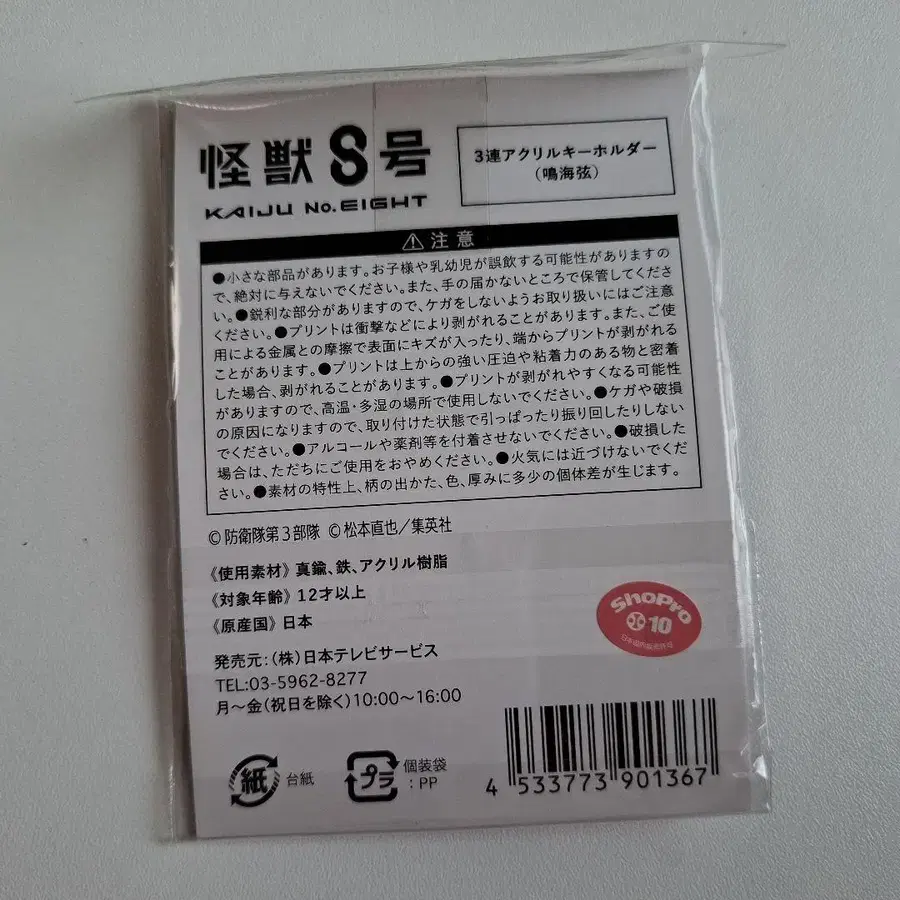 怪獣8号
KAIJU No.EIGHT
3連アクリルキーホルダー
(鳴海弦)
注意
●小さな部品があります。お子様や乳幼児が誤飲する可能性がありますの
で、絶対に与えないでください。また、手の届かないところで保管してくださ
い。●鋭利な部分がありますので、ケガをしないようお取り扱いにはご注意
ください。●プリントは衝撃などにより剥がれることがあります。また、ご使
用による金属との摩擦で表面にキズが入ったり、端からプリントが剥がれる
ことがあります。●プリントは上からの強い圧迫や粘着力のある物と密着
した場合、剥がれることがあります。●プリントが剥がれやすくなる可能性
がありますので、高温・多湿の場所で使用しないでください。●ケガや破損
の原因になりますので、取り付けた状態で引っぱったり振り回したりしない
でください。●アルコールや薬剤等を付着させないでください。●破損した
場合は、ただちにご使用をおやめください。●火気には近づけないでくだ
さい。●素材の特性上、柄の出かた、色、厚みに多少の個体差が生じます。
©防衛隊第3部隊 ©松本直也/集英社
《使用素材》真鍮、鉄、アクリル樹脂
《対象年齢》12才以上
《原産国》日本
発売元:(株)日本テレビサービス
TEL:03-5962-8277
月~金(祝日を除く)10:00~16:00
ShoPro
10
紙
台紙
プラ
個装袋
:PP
4 533773 901367